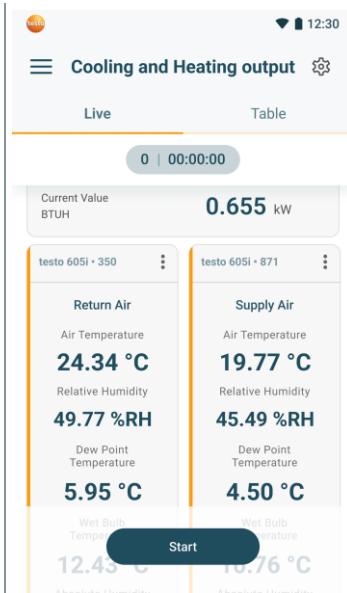 testo
12:30
Cooling and Heating output
Live
Table
0 | 00:00:00
Current Value
BTUH
0.655 kW
testo 605i • 350
Return Air
Air Temperature
24.34 °C
Relative Humidity
49.77 %RH
Dew Point
Temperature
5.95 °C
Wet Bulb
12.43 °C
testo 605i • 871
Supply Air
Air Temperature
19.77 °C
Relative Humidity
45.49 %RH
Dew Point
Temperature
4.50 °C
Wet Bulb
Start